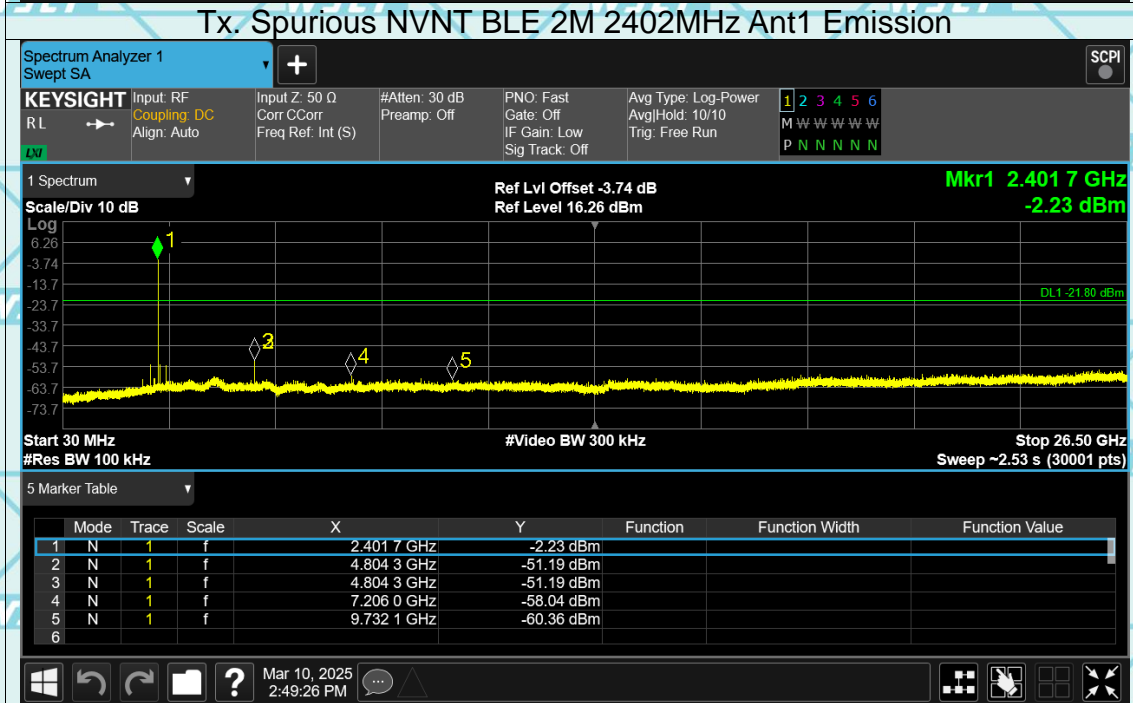 Tx. Spurious NVNT BLE 2M 2402MHz Ant1 Emission
Spectrum Analyzer 1
Swept SA
+
SCPI
KEYSIGHT
RL
LXI
Input: RF
Coupling: DC
Align: Auto
Input Z: 50 Ω
Corr CCorr
Freq Ref: Int (S)
#Atten: 30 dB
Preamp: Off
PNO: Fast
Gate: Off
IF Gain: Low
Sig Track: Off
Avg Type: Log-Power
Avg|Hold: 10/10
Trig: Free Run
1 2 3 4 5 6
M W W W W W
P N N N N N
1 Spectrum
Scale/Div 10 dB
Ref Lvl Offset -3.74 dB
Ref Level 16.26 dBm
Mkr1 2.401 7 GHz
-2.23 dBm
Log
6.26
-3.74
-13.7
-23.7
-33.7
-43.7
-53.7
-63.7
-73.7
1
3
4
5
DL1 -21.80 dBm
Start 30 MHz
#Res BW 100 kHz
#Video BW 300 kHz
Stop 26.50 GHz
Sweep ~2.53 s (30001 pts)
5 Marker Table
Mode Trace Scale X Y Function Function Width Function Value
1 N 1 f 2.401 7 GHz -2.23 dBm
2 N 1 f 4.804 3 GHz -51.19 dBm
3 N 1 f 4.804 3 GHz -51.19 dBm
4 N 1 f 7.206 0 GHz -58.04 dBm
5 N 1 f 9.732 1 GHz -60.36 dBm
6
?
Mar 10, 2025
2:49:26 PM